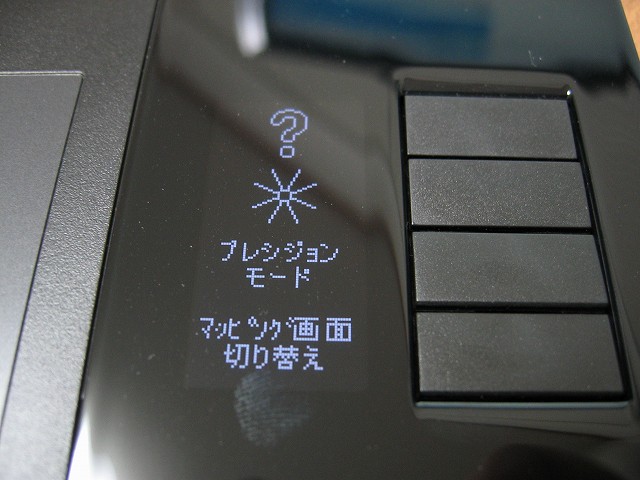 ?
プレシジョン
モード
マッピング画面
切り替え